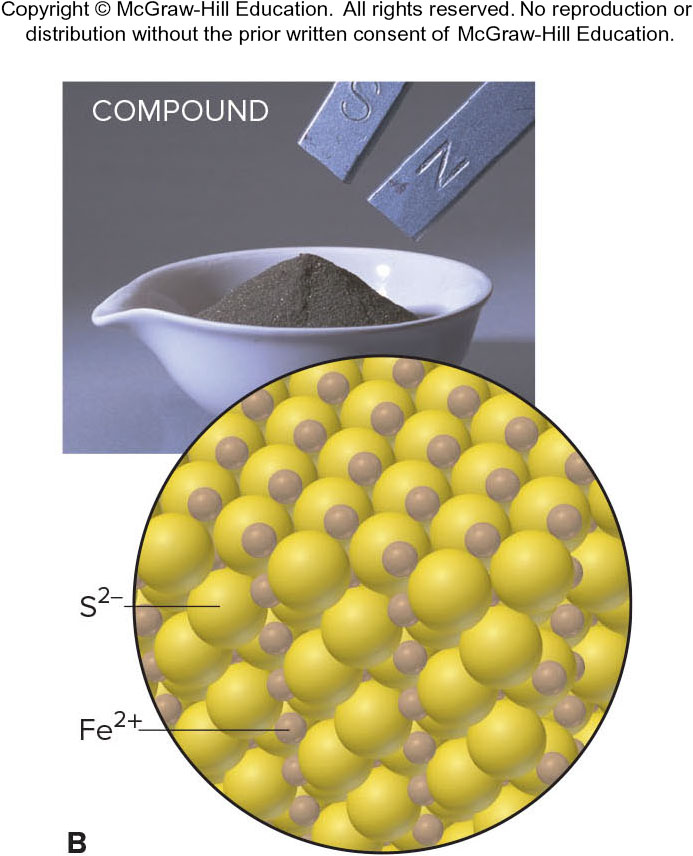 Copyright © McGraw-Hill Education. All rights reserved. No reproduction or
distribution without the prior written consent of McGraw-Hill Education.
COMPOUND
S
N
S²⁻
Fe²⁺
B